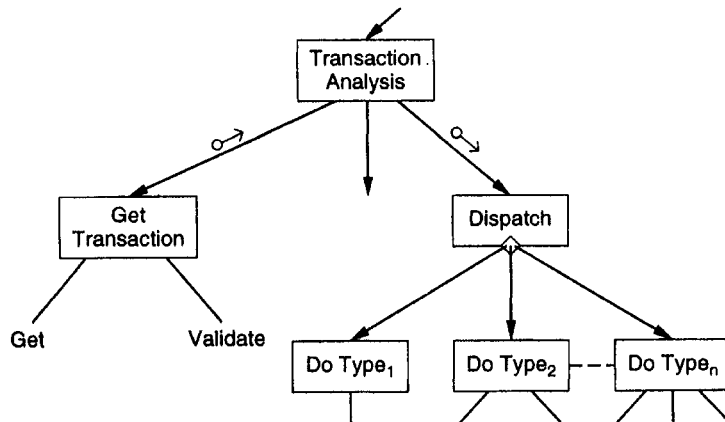 Transaction
Analysis
Get
Transaction
Dispatch
Get
Validate
Do Type₁
Do Type₂
Do Typeₙ